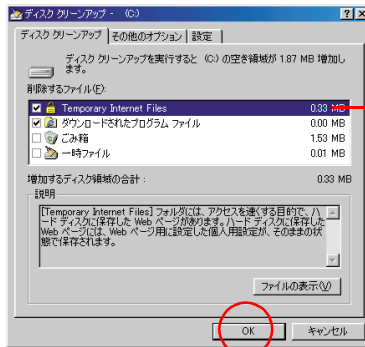 ディスク クリーンアップ - (C:)
ディスク クリーンアップ その他のオプション 設定
ディスク クリーンアップを実行すると (C:) の空き領域が 1.87 MB 増加し
ます。
削除するファイル(F):
Temporary Internet Files 0.33 MB
ダウンロードされたプログラム ファイル 0.00 MB
ごみ箱 1.53 MB
一時ファイル 0.01 MB
増加するディスク領域の合計: 0.33 MB
説明
[Temporary Internet Files] フォルダには、アクセスを速くする目的で、ハ
ード ディスクに保存した Web ページがあります。ハード ディスクに保存した
Web ページには、Web ページ用に設定した個人用設定が、そのままの状
態で保存されます。
ファイルの表示(V)
OK キャンセル